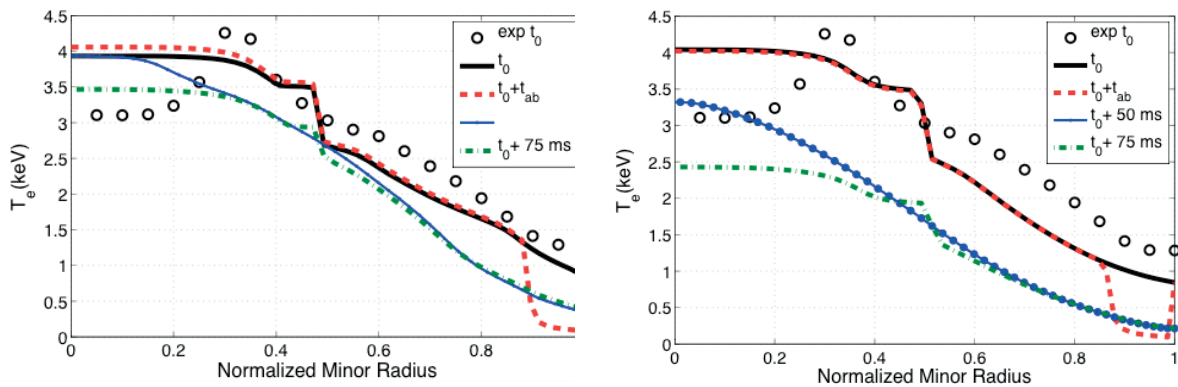 4.5
4
3.5
3
2.5
2
1.5
1
0.5
0
T_e(keV)
0
0.2
0.4
0.6
0.8
Normalized Minor Radius
exp t_0
t_0
t_0+t_ab
t_0+ 75 ms
4.5
4
3.5
3
2.5
2
1.5
1
0.5
0
T_e(keV)
0
0.2
0.4
0.6
0.8
1
Normalized Minor Radius
exp t_0
t_0
t_0+t_ab
t_0+ 50 ms
t_0+ 75 ms